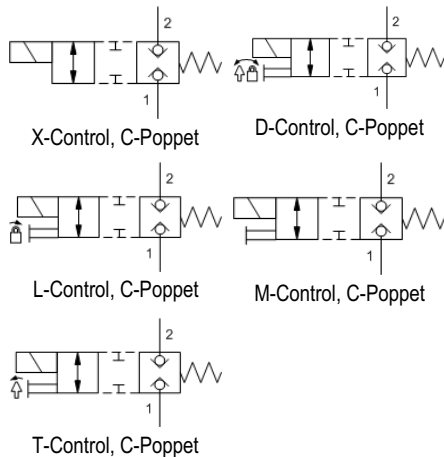 2
1
X-Control, C-Poppet
2
1
D-Control, C-Poppet
2
1
L-Control, C-Poppet
2
1
M-Control, C-Poppet
2
1
T-Control, C-Poppet